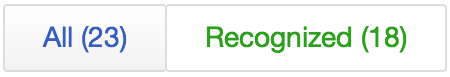 All (23)
Recognized (18)